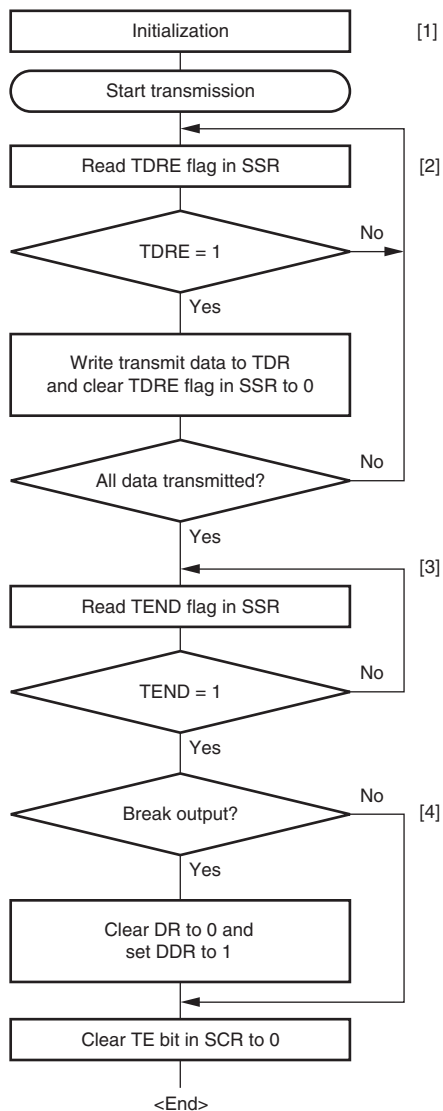 Initialization [1]
Start transmission
Read TDRE flag in SSR [2]
TDRE = 1
No
Yes
Write transmit data to TDR
and clear TDRE flag in SSR to 0
All data transmitted?
No
Yes
[3]
Read TEND flag in SSR
TEND = 1
No
Yes
Break output?
No
[4]
Yes
Clear DR to 0 and
set DDR to 1
Clear TE bit in SCR to 0
<End>